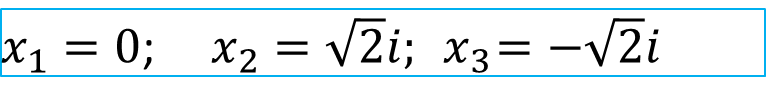 x₁ = 0; x₂ = √2i; x₃= −√2i